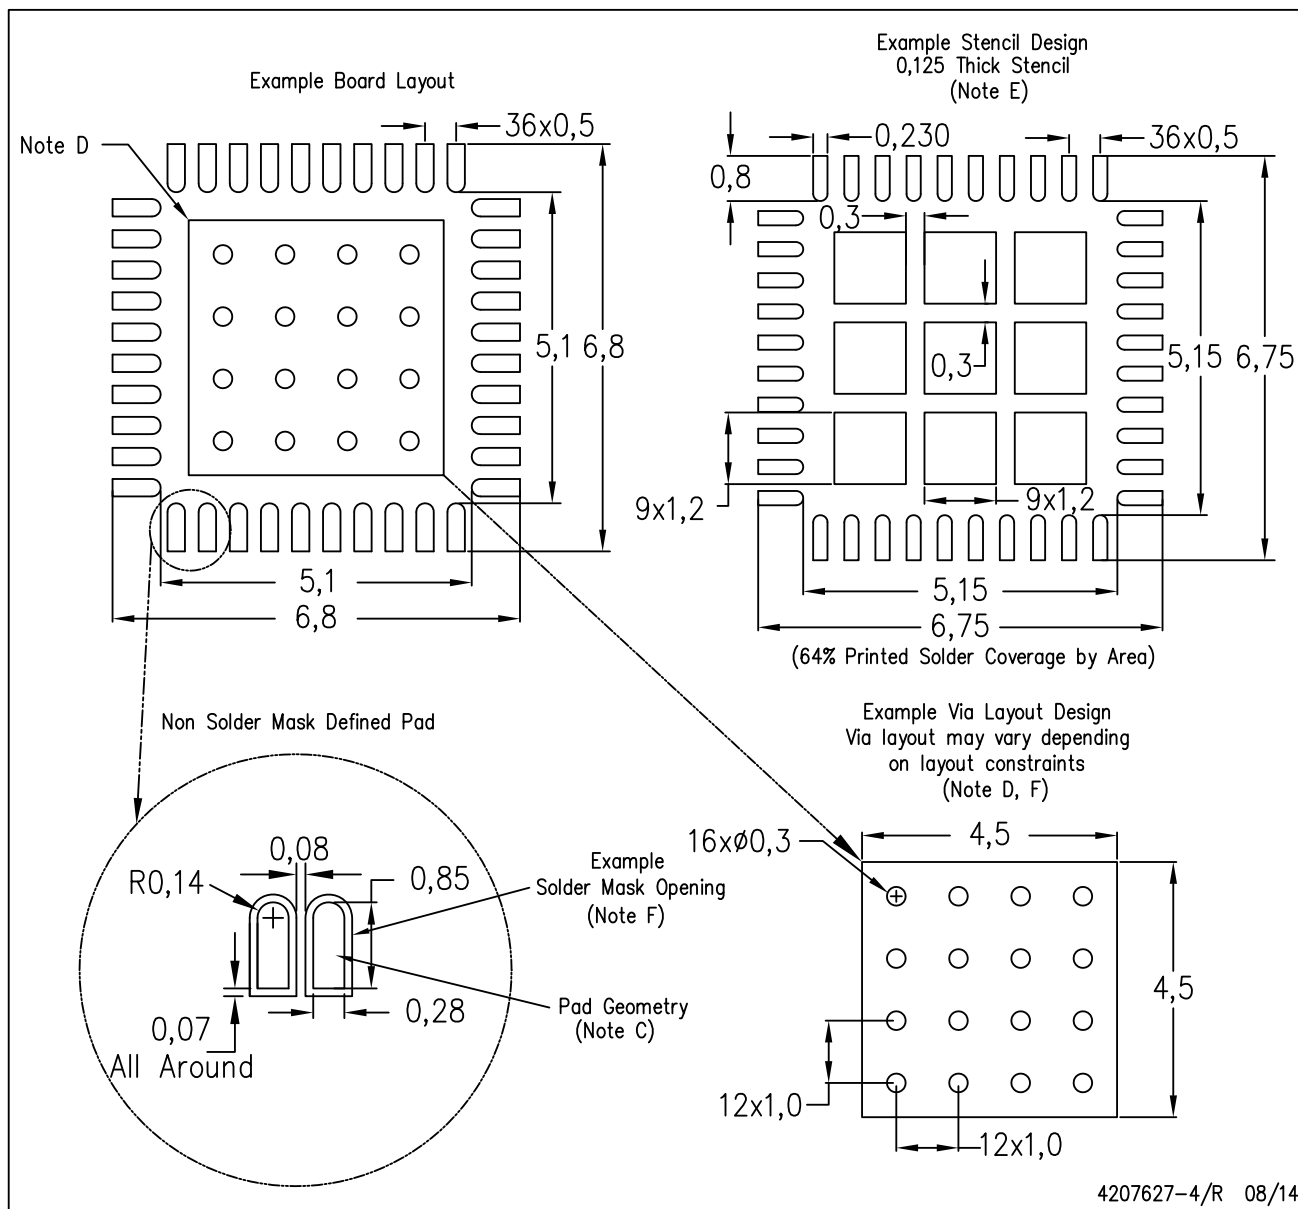 Example Board Layout
Note D
36x0,5
5,1
6,8
5,1
6,8
Example Stencil Design
0,125 Thick Stencil
(Note E)
0,230
36x0,5
0,8
0,3
0,3
5,15
6,75
9x1,2
9x1,2
5,15
6,75
(64% Printed Solder Coverage by Area)
Non Solder Mask Defined Pad
0,08
R0,14
0,85
Example
Solder Mask Opening
(Note F)
0,07
All Around
0,28
Pad Geometry
(Note C)
Example Via Layout Design
Via layout may vary depending
on layout constraints
(Note D, F)
16xø0,3
4,5
4,5
12x1,0
12x1,0
4207627-4/R 08/14